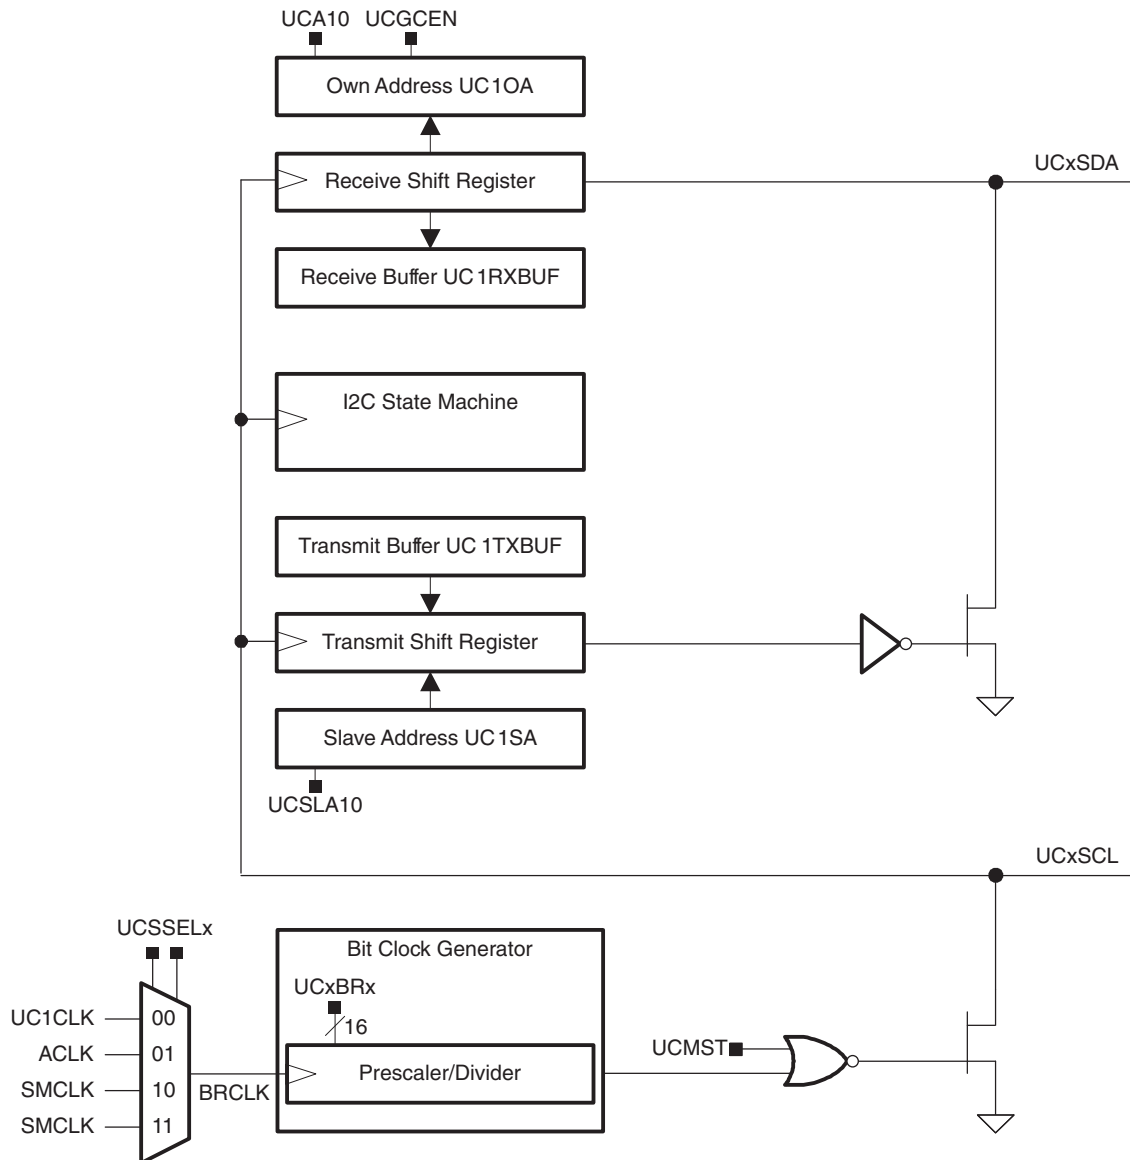 UCA10 UCGCEN
Own Address UC1OA
Receive Shift Register
UCxSDA
Receive Buffer UC1RXBUF
I2C State Machine
Transmit Buffer UC 1TXBUF
Transmit Shift Register
Slave Address UC1SA
UCSLA10
UCxSCL
UCSSELx
Bit Clock Generator
UCxBRx
16
UC1CLK 00
ACLK 01
SMCLK 10
SMCLK 11
BRCLK
Prescaler/Divider
UCMST